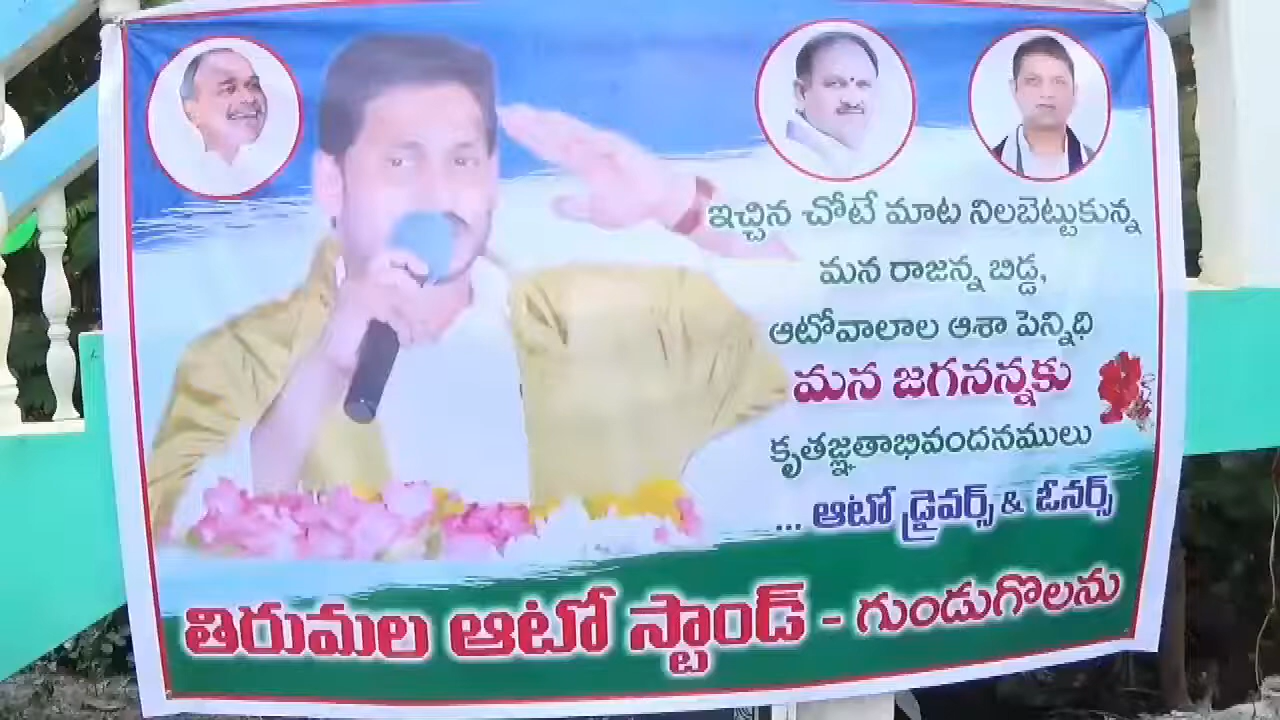 ఇచ్చిన చోటే మాట నిలబెట్టుకున్న
మన రాజన్న బిడ్డ,
ఆటోవాలాల ఆశా పెన్నిధి
మన జగనన్నకు
కృతజ్ఞతాభివందనములు
... ఆటో డ్రైవర్స్ & ఓనర్స్
తిరుమల ఆటో స్టాండ్ - గుండుగొలను